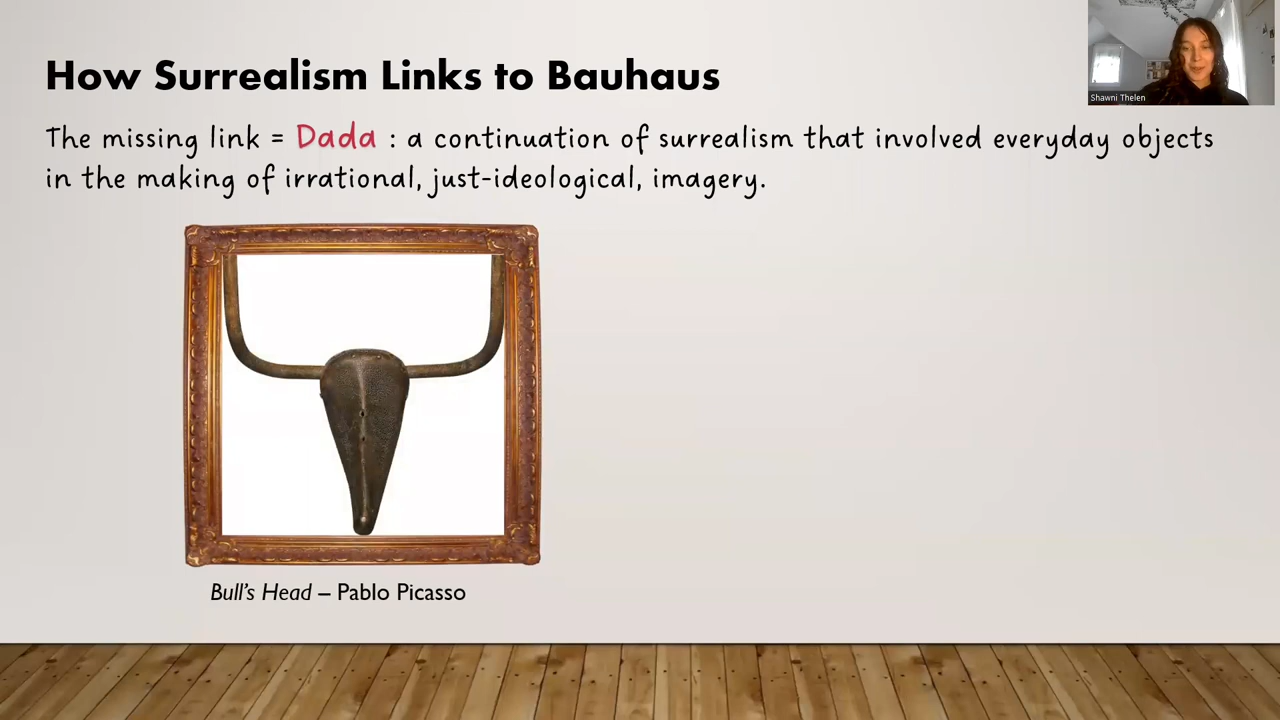 How Surrealism Links to Bauhaus
Shawni Thelen
The missing link = Dada : a continuation of surrealism that involved everyday objects
in the making of irrational, just-ideological, imagery.
Bull's Head – Pablo Picasso